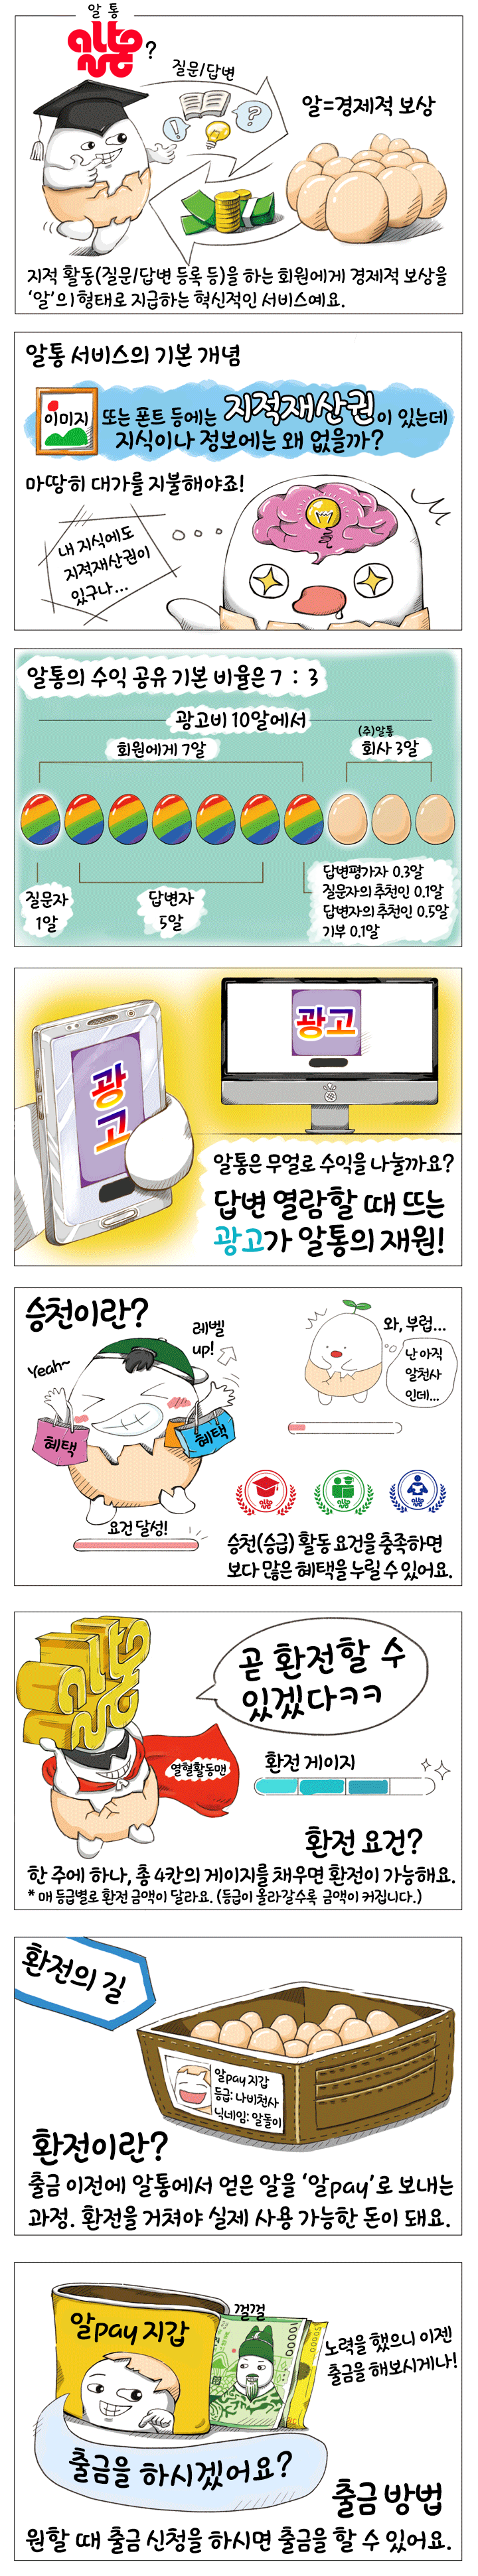 알 통
알통?
질문/답변
알=경제적 보상
지적 활동(질문/답변 등록 등)을 하는 회원에게 경제적 보상을
'알'의 형태로 지급하는 혁신적인 서비스예요.
알통 서비스의 기본 개념
이미지 또는 폰트 등에는 지적재산권이 있는데
지식이나 정보에는 왜 없을까?
마땅히 대가를 지불해야죠!
내 지식에도
지적재산권이
있구나...
알통의 수익 공유 기본 비율은 7 : 3
광고비 10알에서
회원에게 7알
(주)알통
회사 3알
질문자
1알
답변자
5알
답변평가자 0.3알
질문자의 추천인 0.1알
답변자의 추천인 0.5알
기부 0.1알
광고
광고
알통은 무얼로 수익을 나눌까요?
답변 열람할 때 뜨는
광고가 알통의 재원!
승천이란?
레벨
up!
Yeah~
혜택
혜택
요건 달성!
와, 부럽...
난 아직
알천사
인데...
승천(승급) 활동 요건을 충족하면
보다 많은 혜택을 누릴 수 있어요.
알통
곧 환전할 수
있겠다ㅋㅋ
열혈활동맨
환전 게이지
환전 요건?
한 주에 하나, 총 4칸의 게이지를 채우면 환전이 가능해요.
* 매 등급별로 환전 금액이 달라요. (등급이 올라갈수록 금액이 커집니다.)
환전의 길
알pay 지갑
등급: 나비천사
닉네임: 알돌이
환전이란?
출금 이전에 알통에서 얻은 알을 '알pay'로 보내는
과정. 환전을 거쳐야 실제 사용 가능한 돈이 돼요.
알pay 지갑
껄껄
10000
노력을 했으니 이젠
출금을 해보시게나!
출금을 하시겠어요?
출금 방법
원할 때 출금 신청을 하시면 출금을 할 수 있어요.